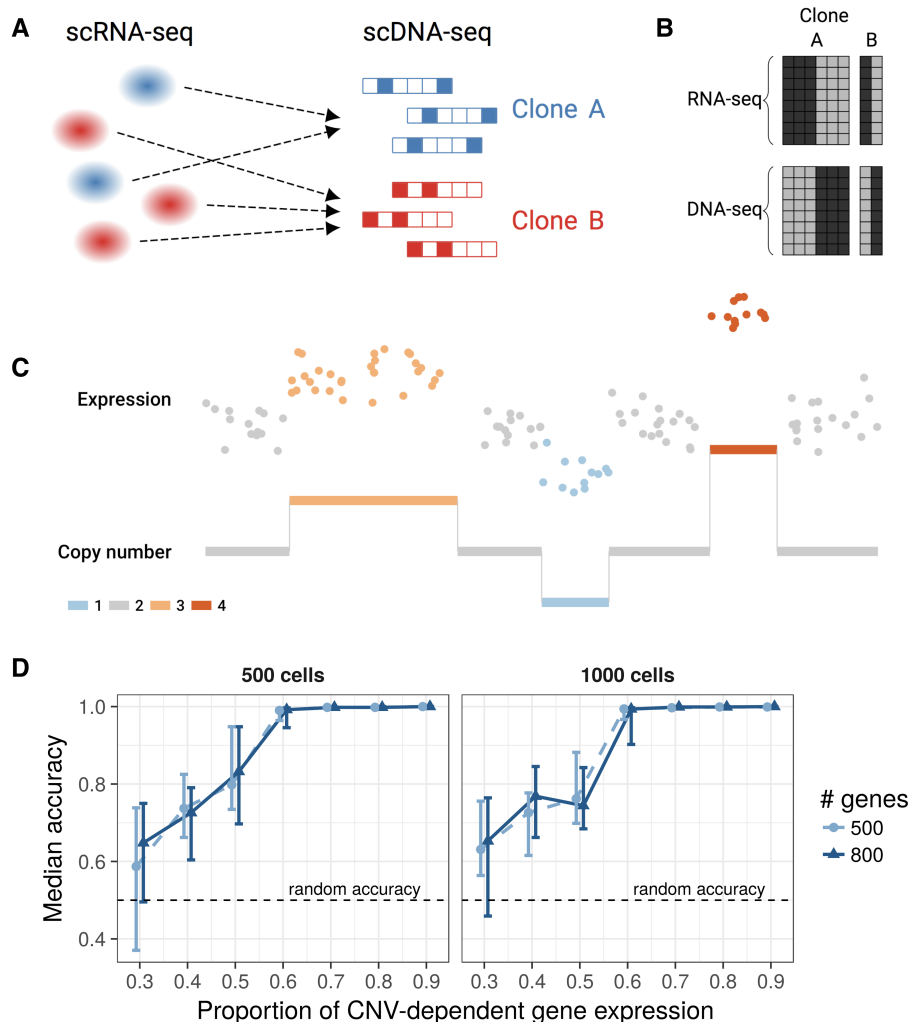 A
scRNA-seq
scDNA-seq
Clone A
Clone B
B
Clone
A B
RNA-seq
DNA-seq
C
Expression
Copy number
1 2 3 4
D
500 cells
1000 cells
Median accuracy
1.0
0.8
0.6
0.4
random accuracy
random accuracy
0.3 0.4 0.5 0.6 0.7 0.8 0.9
0.3 0.4 0.5 0.6 0.7 0.8 0.9
Proportion of CNV-dependent gene expression
# genes
500
800